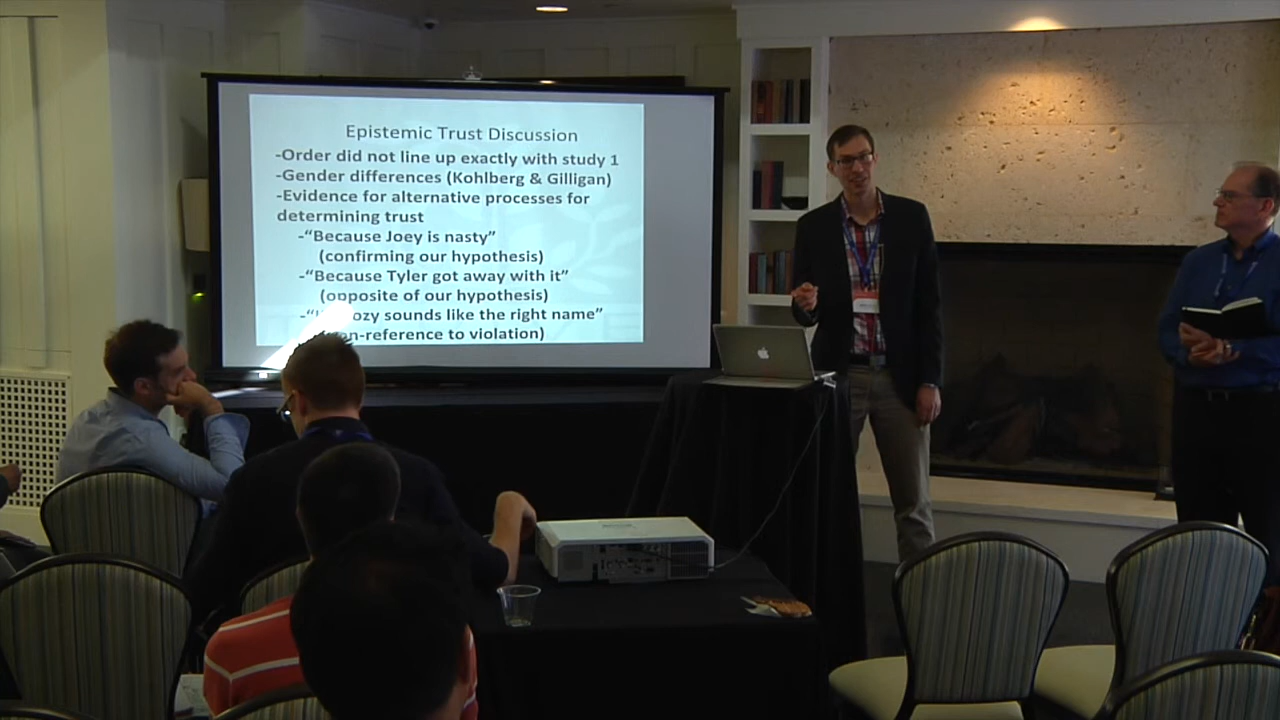 Epistemic Trust Discussion
-Order did not line up exactly with study 1
-Gender differences (Kohlberg & Gilligan)
-Evidence for alternative processes for
determining trust
-“Because Joey is nasty”
(confirming our hypothesis)
-“Because Tyler got away with it”
(opposite of our hypothesis)
sounds like the right name”
-reference to violation)